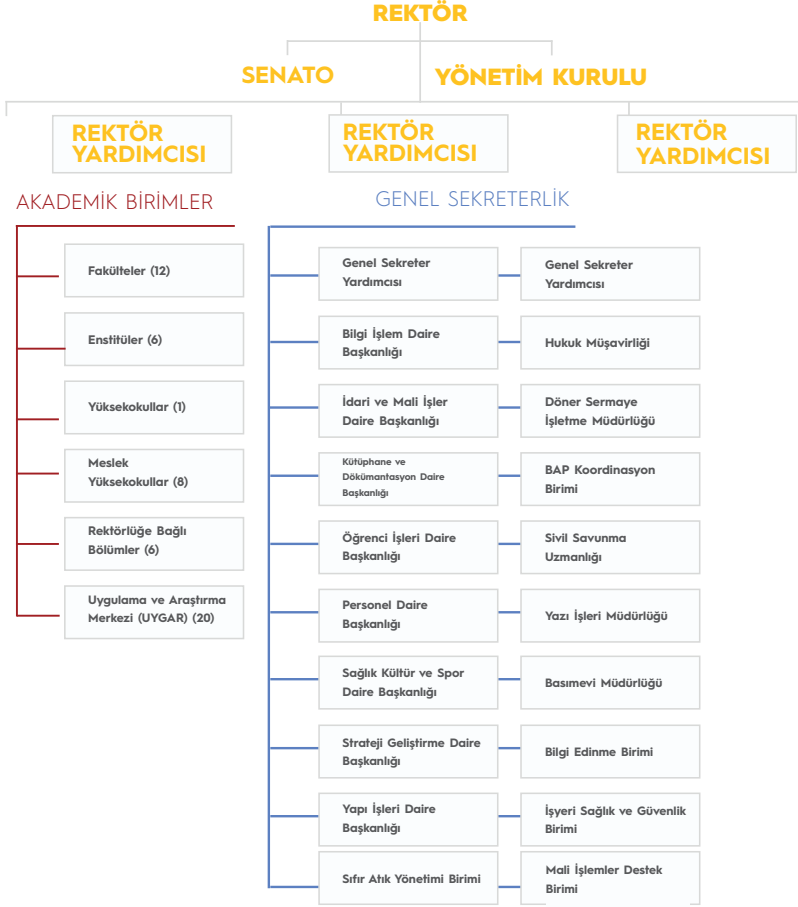 REKTÖR
SENATO
YÖNETİM KURULU
REKTÖR
YARDIMCISI
REKTÖR
YARDIMCISI
REKTÖR
YARDIMCISI
AKADEMİK BİRİMLER
Fakülteler (12)
Enstitüler (6)
Yüksekokullar (1)
Meslek
Yüksekokullar (8)
Rektörlüğe Bağlı
Bölümler (6)
Uygulama ve Araştırma
Merkezi (UYGAR) (20)
GENEL SEKRETERLİK
Genel Sekreter
Yardımcısı
Genel Sekreter
Yardımcısı
Bilgi İşlem Daire
Başkanlığı
Hukuk Müşavirliği
İdari ve Mali İşler
Daire Başkanlığı
Döner Sermaye
İşletme Müdürlüğü
Kütüphane ve
Dökümantasyon Daire
Başkanlığı
BAP Koordinasyon
Birimi
Öğrenci İşleri Daire
Başkanlığı
Sivil Savunma
Uzmanlığı
Personel Daire
Başkanlığı
Yazı İşleri Müdürlüğü
Sağlık Kültür ve Spor
Daire Başkanlığı
Basımevi Müdürlüğü
Strateji Geliştirme Daire
Başkanlığı
Bilgi Edinme Birimi
Yapı İşleri Daire
Başkanlığı
İşyeri Sağlık ve Güvenlik
Birimi
Sıfır Atık Yönetimi Birimi
Mali İşlemler Destek
Birimi